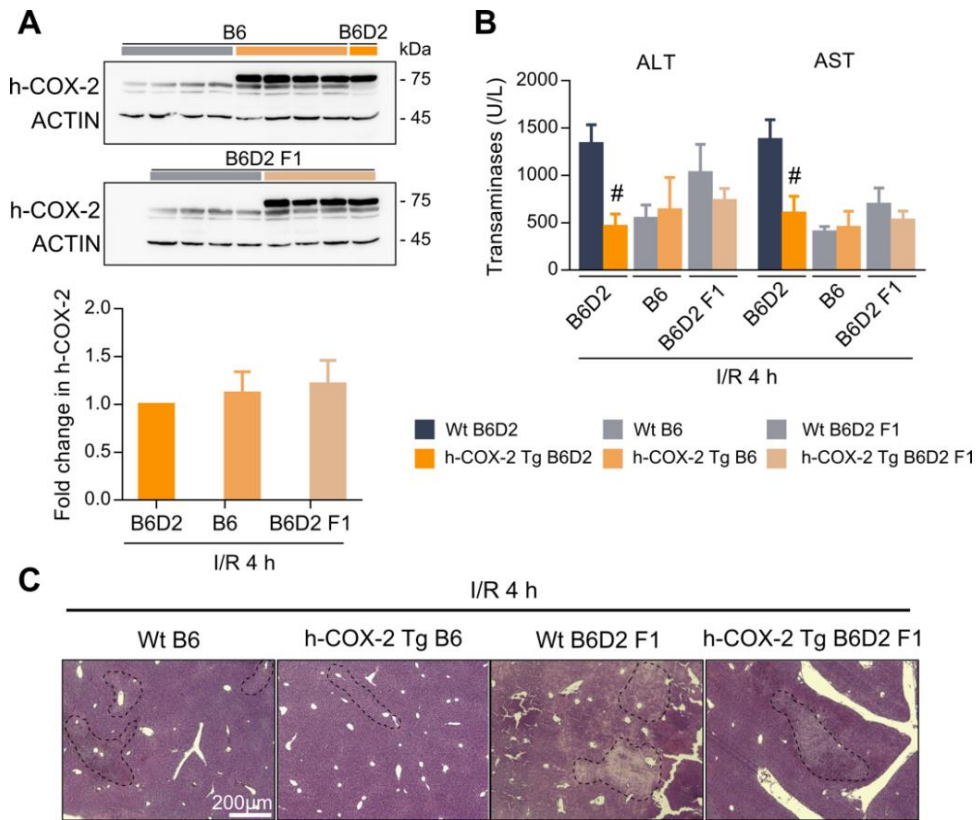 A
B6 B6D2
kDa
h-COX-2
- 75
ACTIN
- 45
B6D2 F1
h-COX-2
- 75
ACTIN
- 45
Fold change in h-COX-2
2.0
1.5
1.0
0.5
0.0
B6D2 B6 B6D2 F1
I/R 4 h
B
ALT AST
Transaminases (U/L)
2000
1500
1000
500
0
# #
B6D2 B6 B6D2 F1 B6D2 B6 B6D2 F1
I/R 4 h
Wt B6D2 Wt B6 Wt B6D2 F1
h-COX-2 Tg B6D2 h-COX-2 Tg B6 h-COX-2 Tg B6D2 F1
C
I/R 4 h
Wt B6 h-COX-2 Tg B6 Wt B6D2 F1 h-COX-2 Tg B6D2 F1
200μm